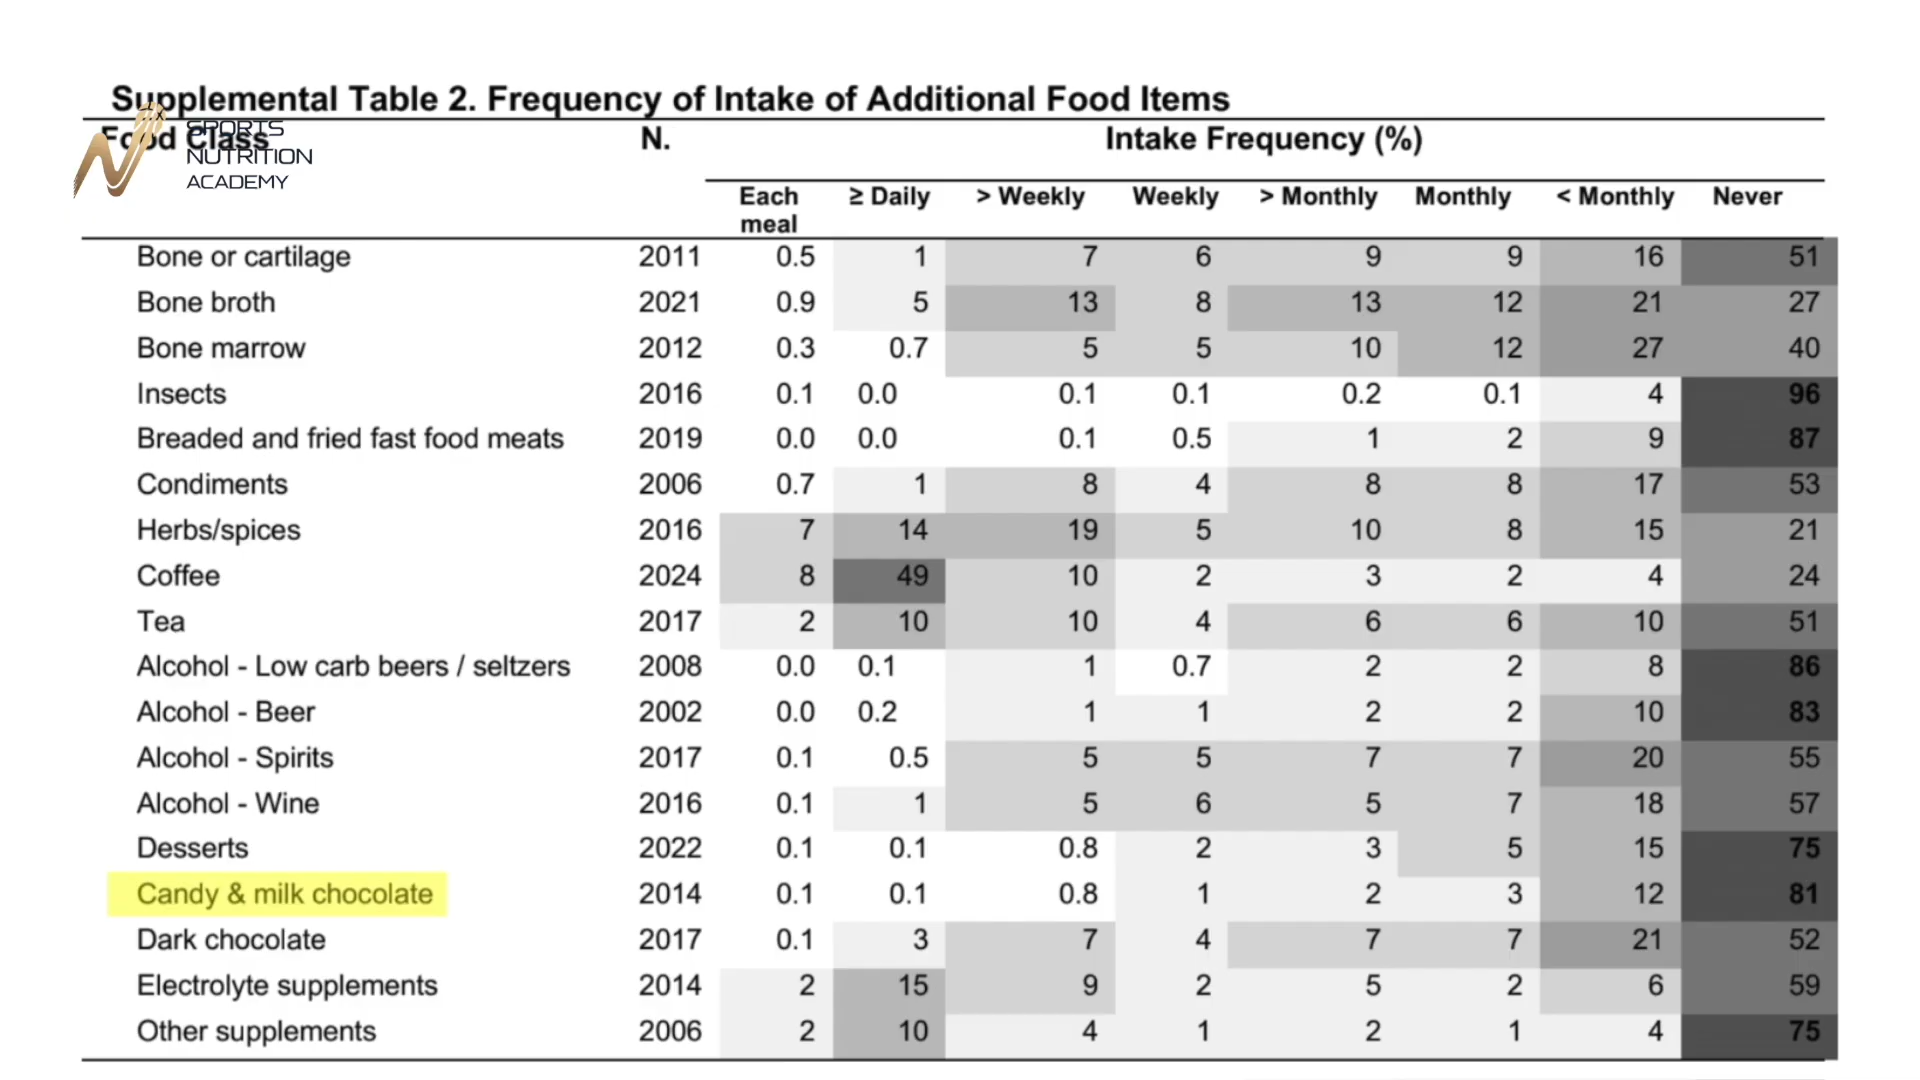 Supplemental Table 2. Frequency of Intake of Additional Food Items
Food Class N. Intake Frequency (%)
SPORTS
NUTRITION
ACADEMY
Each meal ≥ Daily > Weekly Weekly > Monthly Monthly < Monthly Never
Bone or cartilage 2011 0.5 1 7 6 9 9 16 51
Bone broth 2021 0.9 5 13 8 13 12 21 27
Bone marrow 2012 0.3 0.7 5 5 10 12 27 40
Insects 2016 0.1 0.0 0.1 0.1 0.2 0.1 4 96
Breaded and fried fast food meats 2019 0.0 0.0 0.1 0.5 1 2 9 87
Condiments 2006 0.7 1 8 4 8 8 17 53
Herbs/spices 2016 7 14 19 5 10 8 15 21
Coffee 2024 8 49 10 2 3 2 4 24
Tea 2017 2 10 10 4 6 6 10 51
Alcohol - Low carb beers / seltzers 2008 0.0 0.1 1 0.7 2 2 8 86
Alcohol - Beer 2002 0.0 0.2 1 1 2 2 10 83
Alcohol - Spirits 2017 0.1 0.5 5 5 7 7 20 55
Alcohol - Wine 2016 0.1 1 5 6 5 7 18 57
Desserts 2022 0.1 0.1 0.8 2 3 5 15 75
Candy & milk chocolate 2014 0.1 0.1 0.8 1 2 3 12 81
Dark chocolate 2017 0.1 3 7 4 7 7 21 52
Electrolyte supplements 2014 2 15 9 2 5 2 6 59
Other supplements 2006 2 10 4 1 2 1 4 75